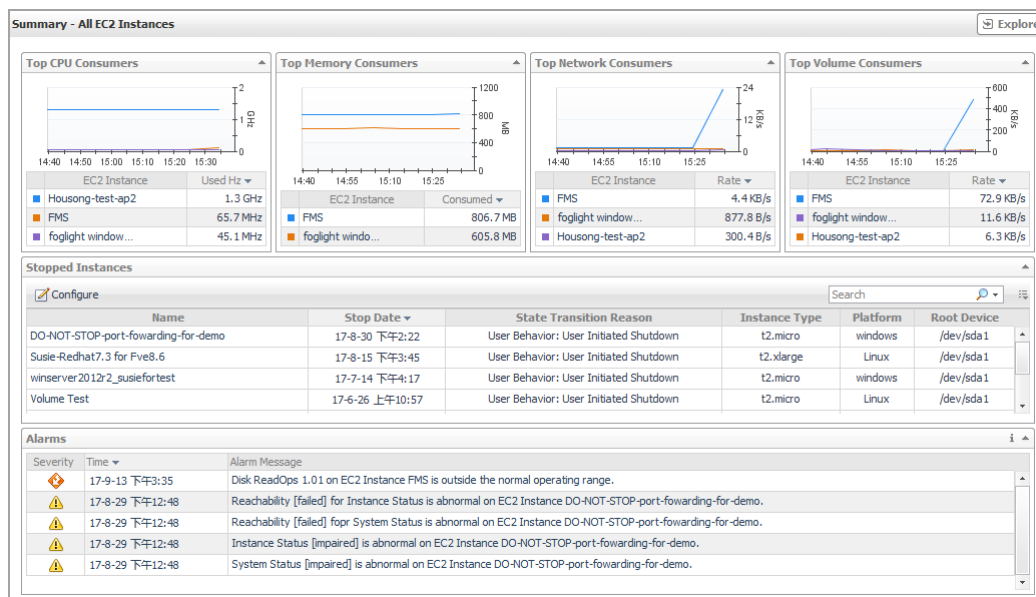 Summary - All EC2 Instances
Explore
Top CPU Consumers
2
1
0
GHz
14:40 14:50 15:00 15:10 15:20 15:30
EC2 Instance Used Hz
Housong-test-ap2 1.3 GHz
FMS 65.7 MHz
foglight window... 45.1 MHz
Top Memory Consumers
1200
800
400
0
MB
14:40 14:55 15:10 15:25
EC2 Instance Consumed
FMS 806.7 MB
foglight windo... 605.8 MB
Top Network Consumers
24
12
0
KB/s
14:40 14:55 15:10 15:25
EC2 Instance Rate
FMS 4.4 KB/s
foglight window... 877.8 B/s
Housong-test-ap2 300.4 B/s
Top Volume Consumers
600
400
200
0
KB/s
14:40 14:55 15:10 15:25
EC2 Instance Rate
FMS 72.9 KB/s
foglight window... 11.6 KB/s
Housong-test-ap2 6.3 KB/s
Stopped Instances
Configure Search
Name Stop Date State Transition Reason Instance Type Platform Root Device
DO-NOT-STOP-port-fowarding-for-demo 17-8-30 下午2:22 User Behavior: User Initiated Shutdown t2.micro windows /dev/sda1
Susie-Redhat7.3 for Fve8.6 17-8-15 下午3:45 User Behavior: User Initiated Shutdown t2.xlarge Linux /dev/sda1
winserver2012r2_susiefortest 17-7-14 下午4:17 User Behavior: User Initiated Shutdown t2.micro windows /dev/sda1
Volume Test 17-6-26 上午10:57 User Behavior: User Initiated Shutdown t2.micro Linux /dev/sda1
Alarms
Severity Time Alarm Message
17-9-13 下午3:35 Disk ReadOps 1.01 on EC2 Instance FMS is outside the normal operating range.
17-8-29 下午12:48 Reachability [failed] for Instance Status is abnormal on EC2 Instance DO-NOT-STOP-port-fowarding-for-demo.
17-8-29 下午12:48 Reachability [failed] fopr System Status is abnormal on EC2 Instance DO-NOT-STOP-port-fowarding-for-demo.
17-8-29 下午12:48 Instance Status [impaired] is abnormal on EC2 Instance DO-NOT-STOP-port-fowarding-for-demo.
17-8-29 下午12:48 System Status [impaired] is abnormal on EC2 Instance DO-NOT-STOP-port-fowarding-for-demo.